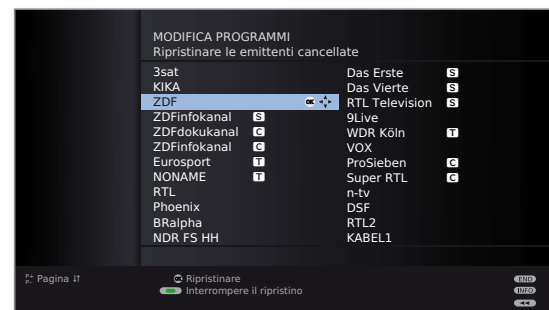 MODIFICA PROGRAMMI
Ripristinare le emittenti cancellate
3sat
KIKA
ZDF OK
ZDFinfokanal S
ZDFdokukanal C
ZDFinfokanal C
Eurosport T
NONAME T
RTL
Phoenix
BRalpha
NDR FS HH
Das Erste S
Das Vierte S
RTL Television S
9Live
WDR Köln T
VOX
ProSieben C
Super RTL C
n-tv
DSF
RTL2
KABEL1
P+ P- Pagina
OK Ripristinare
Interrompere il ripristino
END
INFO